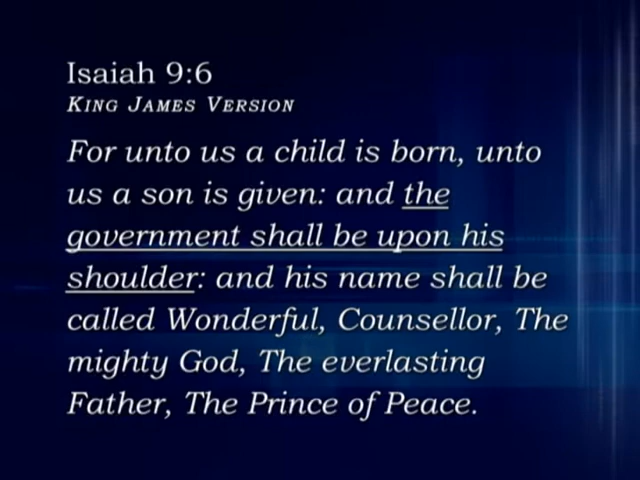 Isaiah 9:6
KING JAMES VERSION
For unto us a child is born, unto
us a son is given: and the
government shall be upon his
shoulder: and his name shall be
called Wonderful, Counsellor, The
mighty God, The everlasting
Father, The Prince of Peace.